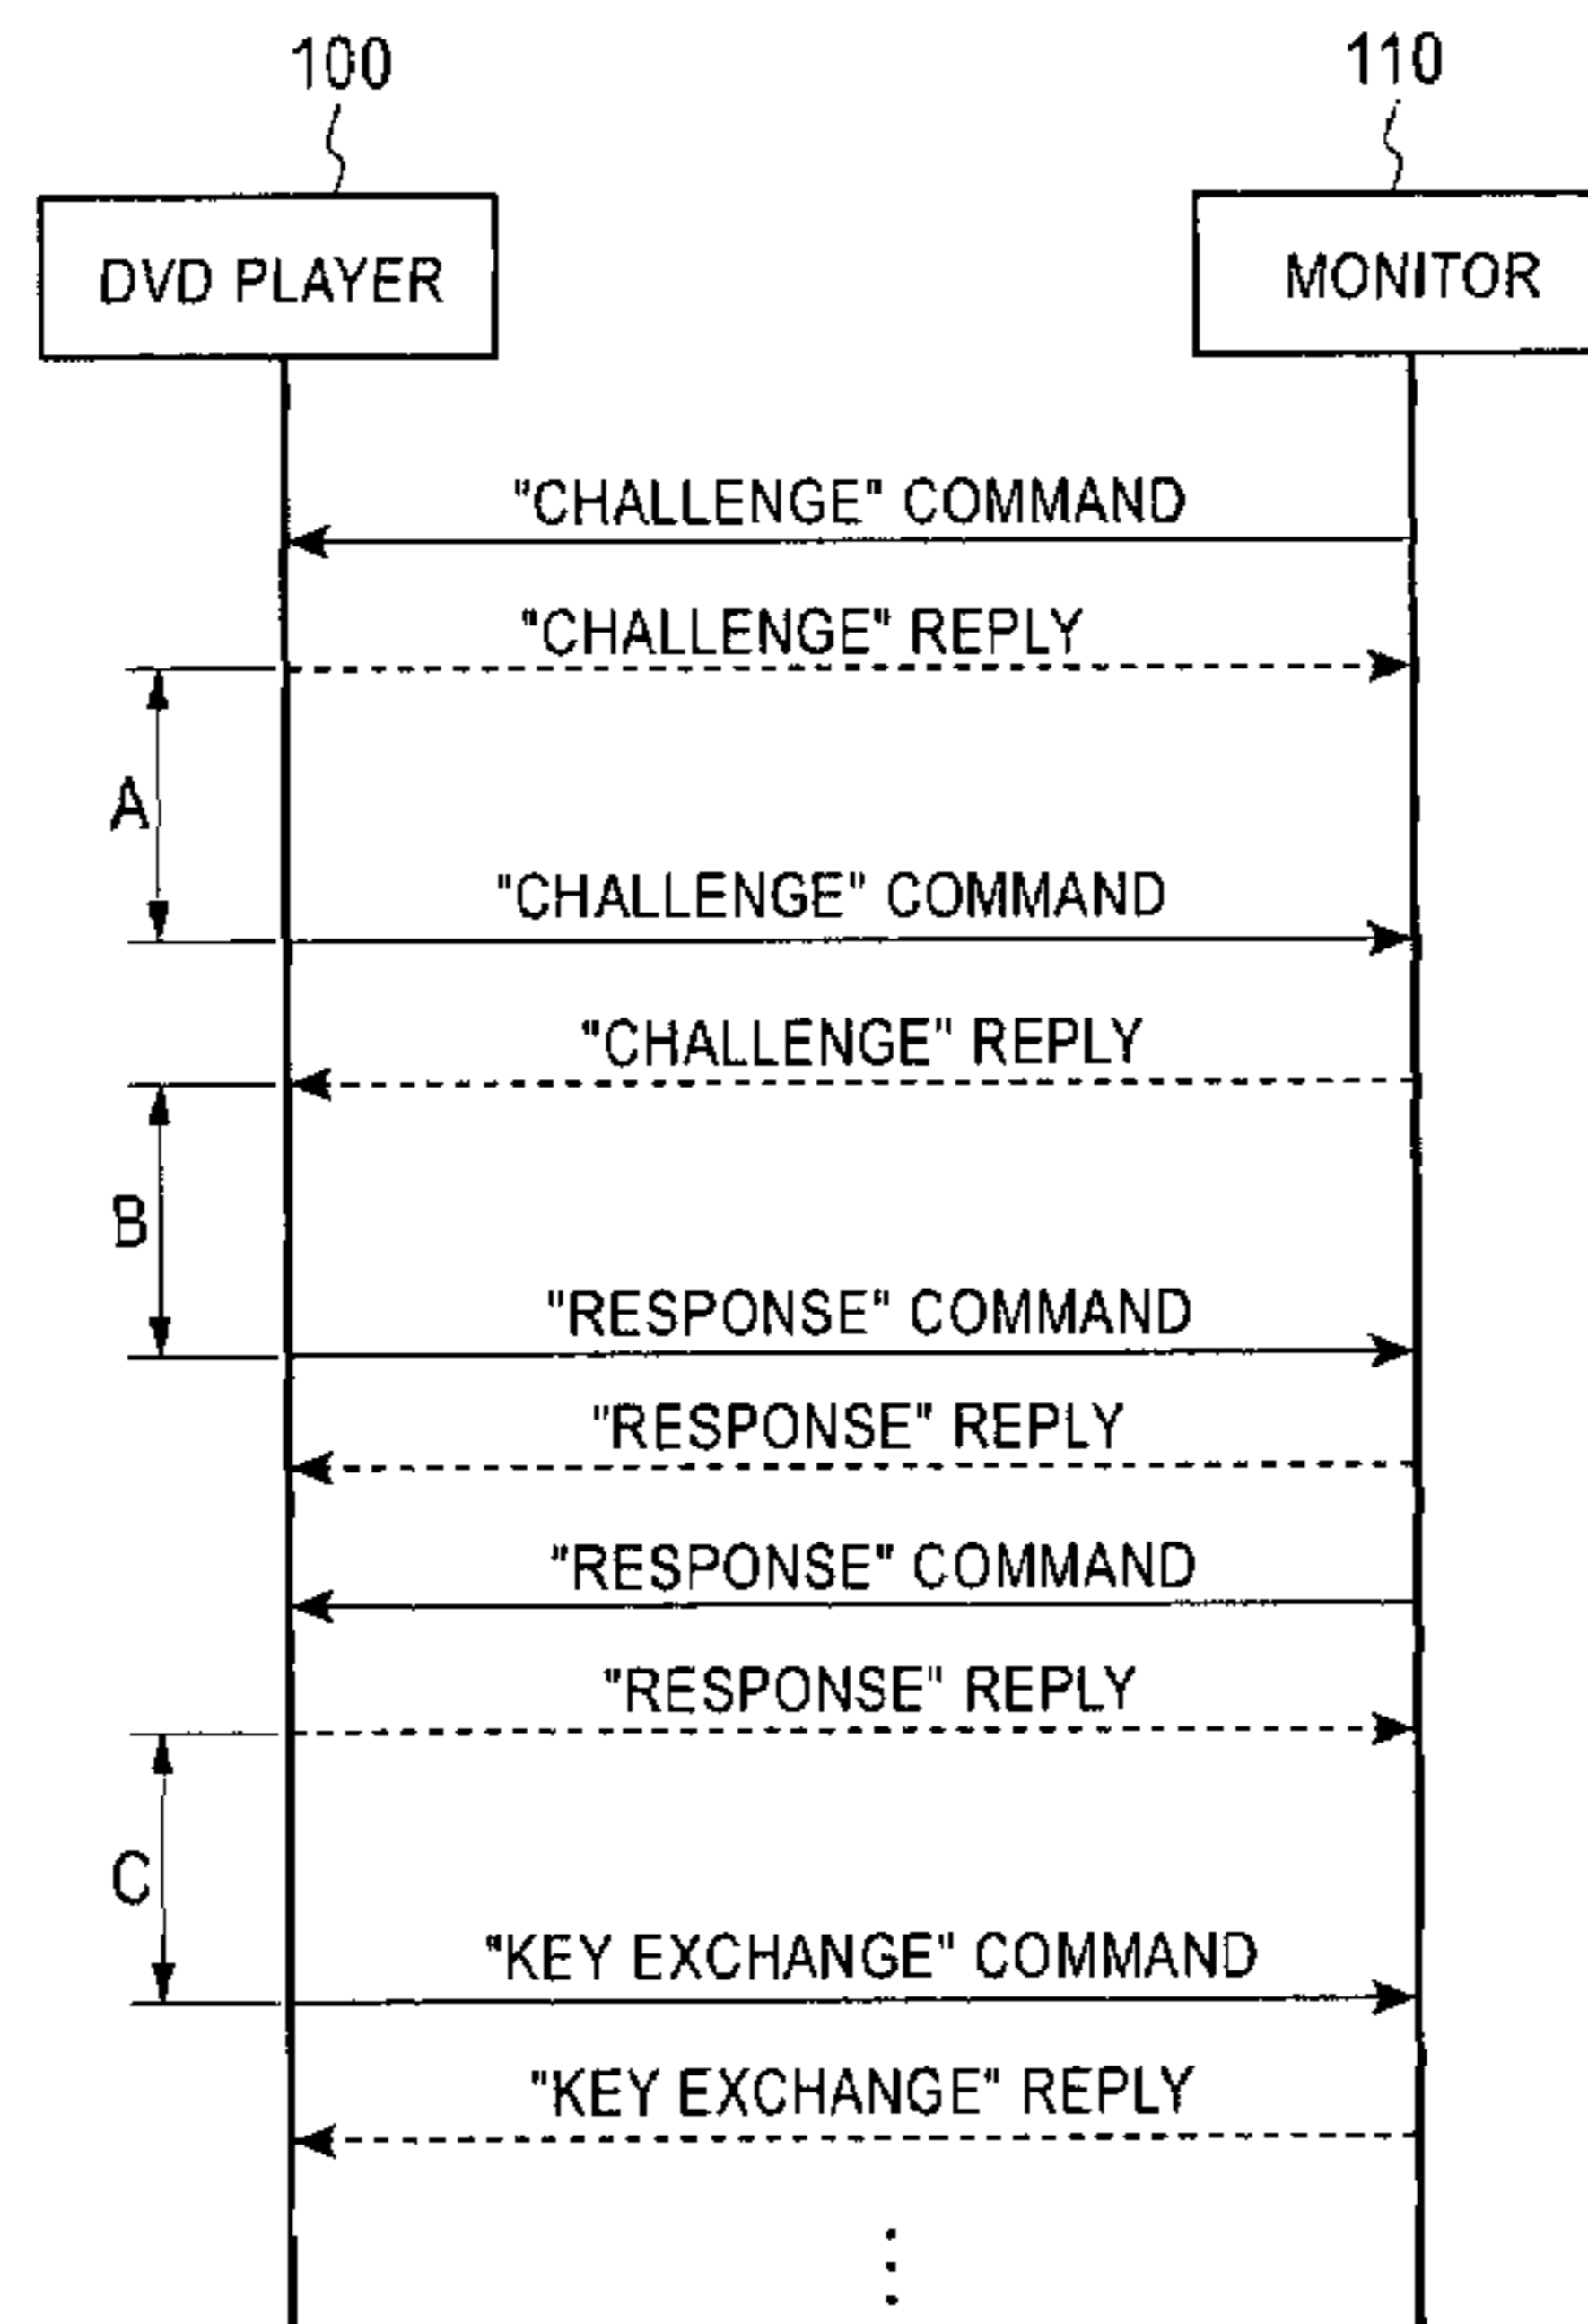 100
110
DVD PLAYER
MONITOR
"CHALLENGE" COMMAND
"CHALLENGE" REPLY
A
"CHALLENGE" COMMAND
"CHALLENGE" REPLY
B
"RESPONSE" COMMAND
"RESPONSE" REPLY
"RESPONSE" COMMAND
"RESPONSE" REPLY
C
"KEY EXCHANGE" COMMAND
"KEY EXCHANGE" REPLY